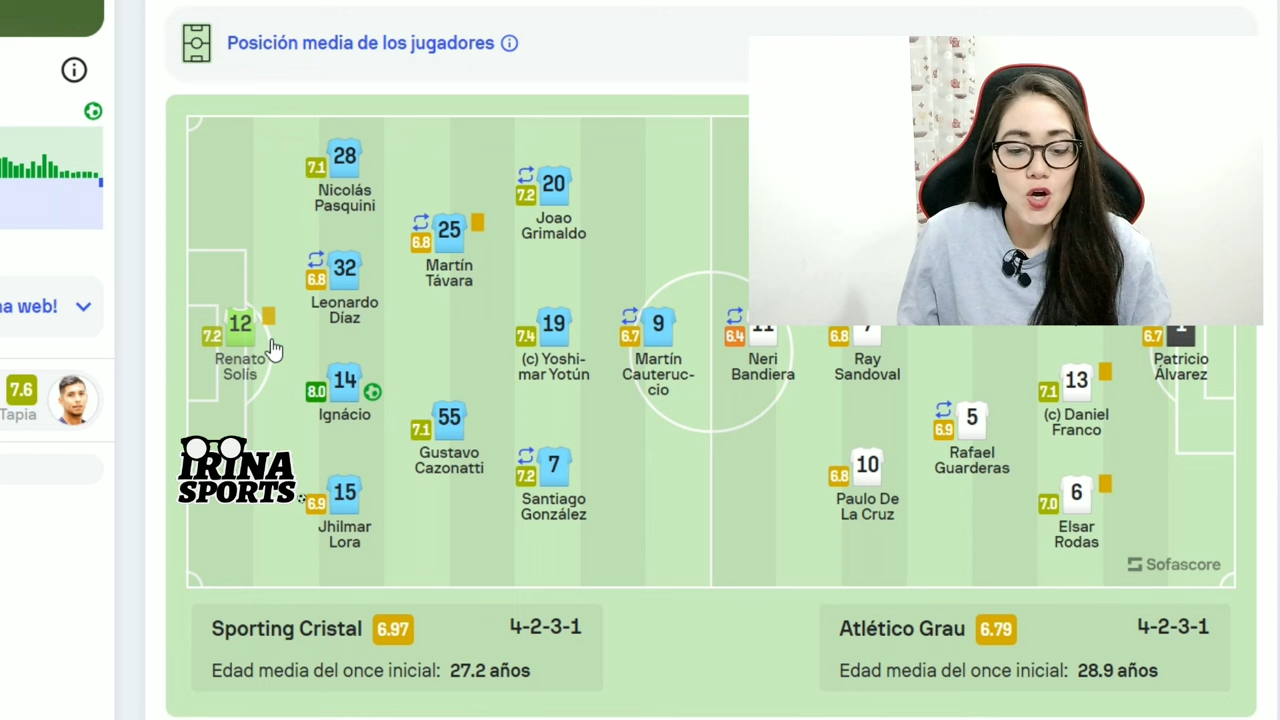 Posición media de los jugadores
na web!
7.6
Tapia
28
7.1
Nicolás
Pasquini
32
6.8
Leonardo
Díaz
12
7.2
Renato
Solís
14
8.0
Ignácio
15
6.9
Jhilmar
Lora
25
6.8
Martín
Távara
55
7.1
Gustavo
Cazonatti
20
7.2
Joao
Grimaldo
19
7.4
(c) Yoshi-
mar Yotún
7
7.2
Santiago
González
9
6.7
Martín
Cauteruc-
cio
11
6.4
Neri
Bandiera
7
6.8
Ray
Sandoval
10
6.8
Paulo De
La Cruz
5
6.9
Rafael
Guarderas
13
7.1
(c) Daniel
Franco
6
7.0
Elsar
Rodas
1
6.7
Patricio
Álvarez
IRINA
SPORTS
Sofascore
Sporting Cristal 6.97 4-2-3-1
Edad media del once inicial: 27.2 años
Atlético Grau 6.79 4-2-3-1
Edad media del once inicial: 28.9 años